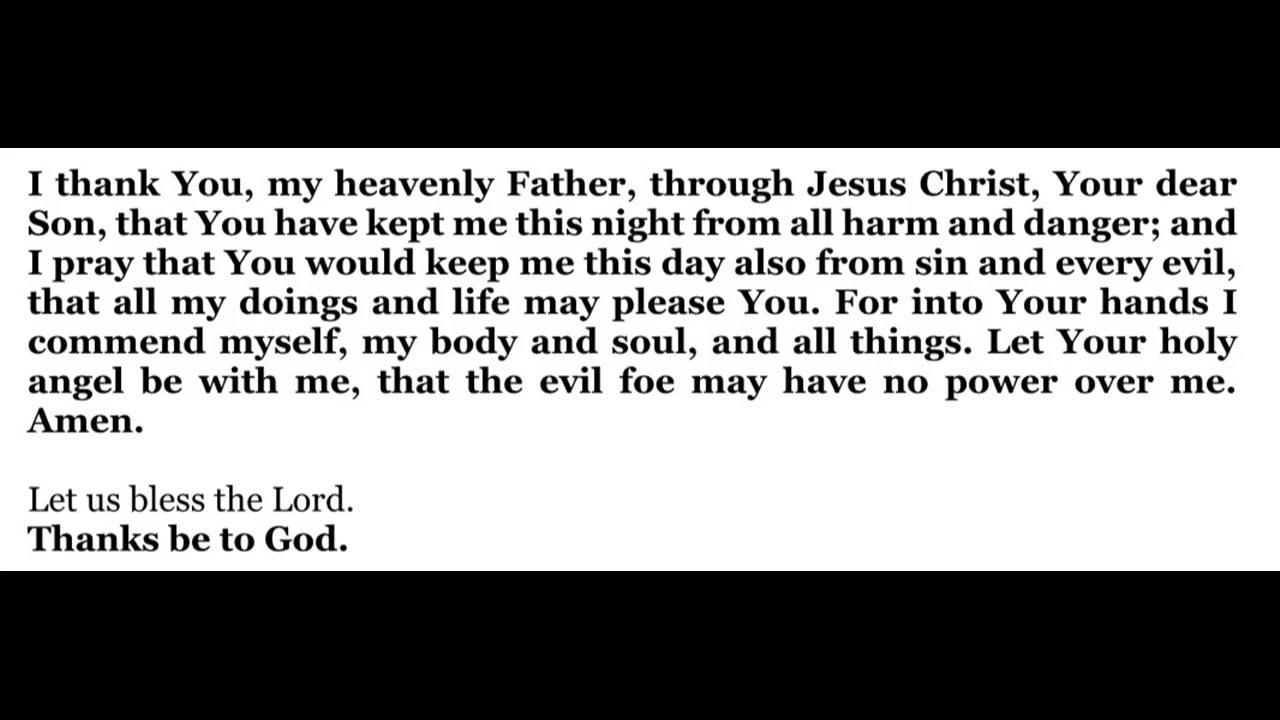 I thank You, my heavenly Father, through Jesus Christ, Your dear
Son, that You have kept me this night from all harm and danger; and
I pray that You would keep me this day also from sin and every evil,
that all my doings and life may please You. For into Your hands I
commend myself, my body and soul, and all things. Let Your holy
angel be with me, that the evil foe may have no power over me.
Amen.
Let us bless the Lord.
Thanks be to God.